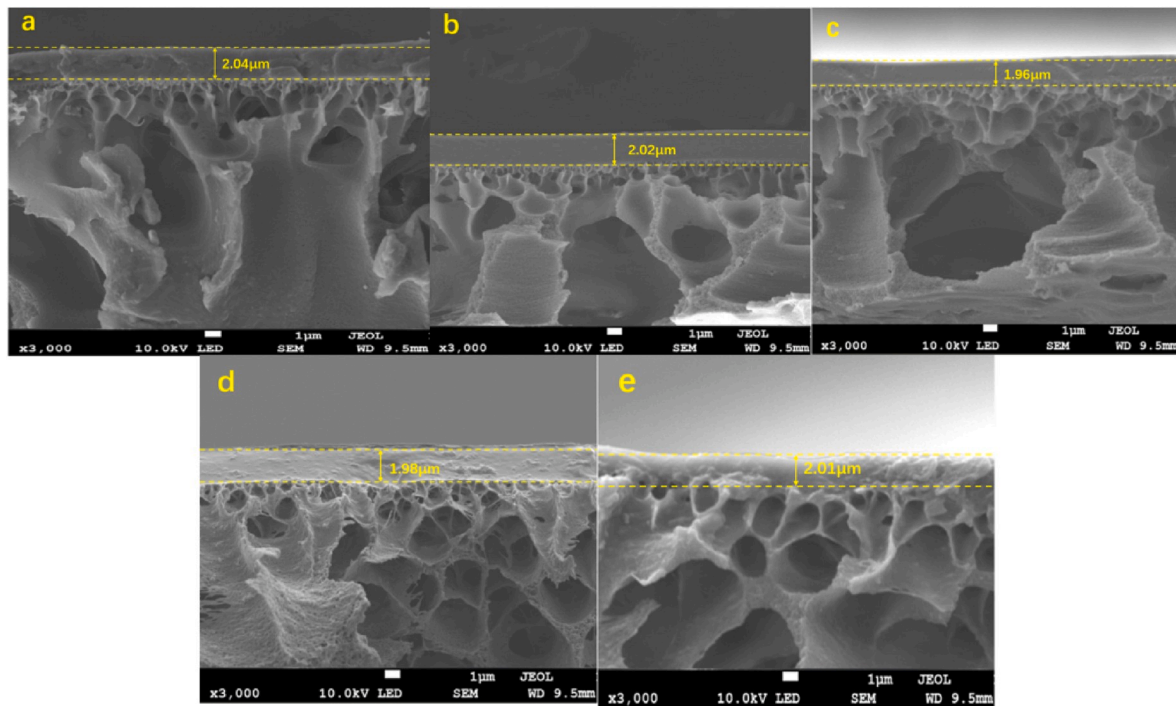 a
2.04μm
1μm JEOL
x3,000 10.0kV LED SEM WD 9.5mm
b
2.02μm
1μm JEOL
x3,000 10.0kV LED SEM WD 9.5mm
c
1.96μm
1μm JEOL
x3,000 10.0kV LED SEM WD 9.5mm
d
1.98μm
1μm JEOL
x3,000 10.0kV LED SEM WD 9.5mm
e
2.01μm
1μm JEOL
x3,000 10.0kV LED SEM WD 9.5mm